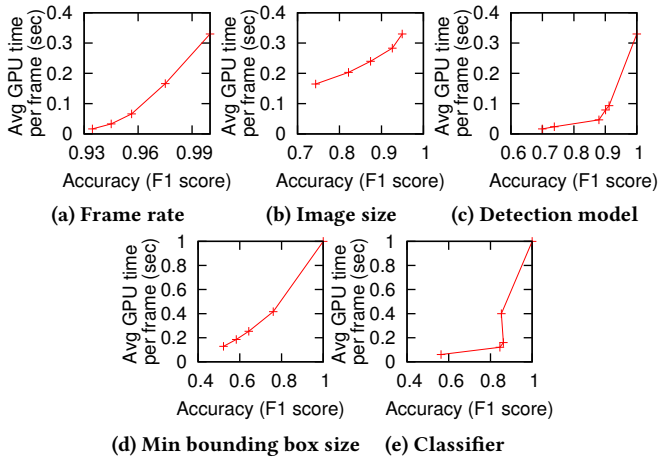 0.4
0.3
0.2
0.1
0
0.93 0.96 0.99
Avg GPU time
per frame (sec)
Accuracy (F1 score)
(a) Frame rate
0.4
0.3
0.2
0.1
0
0.7 0.8 0.9 1
Avg GPU time
per frame (sec)
Accuracy (F1 score)
(b) Image size
0.4
0.3
0.2
0.1
0
0.6 0.7 0.8 0.9 1
Avg GPU time
per frame (sec)
Accuracy (F1 score)
(c) Detection model
1
0.8
0.6
0.4
0.2
0
0.4 0.6 0.8 1
Avg GPU time
per frame (sec)
Accuracy (F1 score)
(d) Min bounding box size
1
0.8
0.6
0.4
0.2
0
0.4 0.6 0.8 1
Avg GPU time
per frame (sec)
Accuracy (F1 score)
(e) Classifier